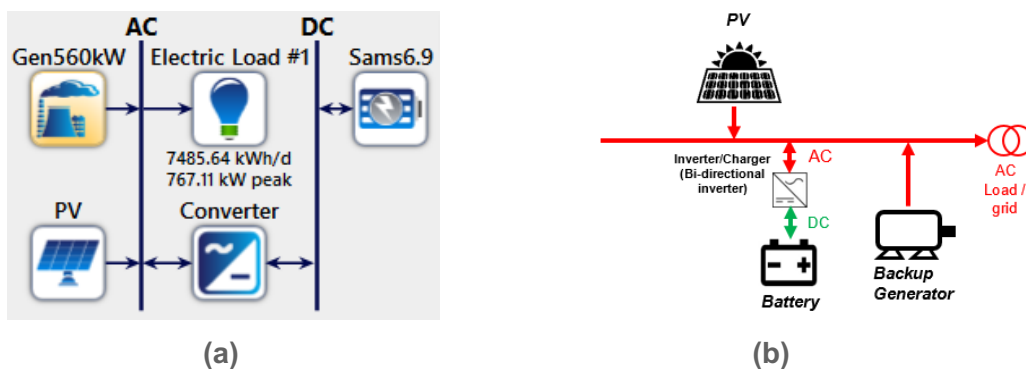 AC
DC
Gen560kW
Electric Load #1
Sams6.9
7485.64 kWh/d
767.11 kW peak
PV
Converter
(a)
PV
Inverter/Charger
(Bi-directional
inverter)
AC
DC
AC
Load /
grid
Battery
Backup
Generator
(b)